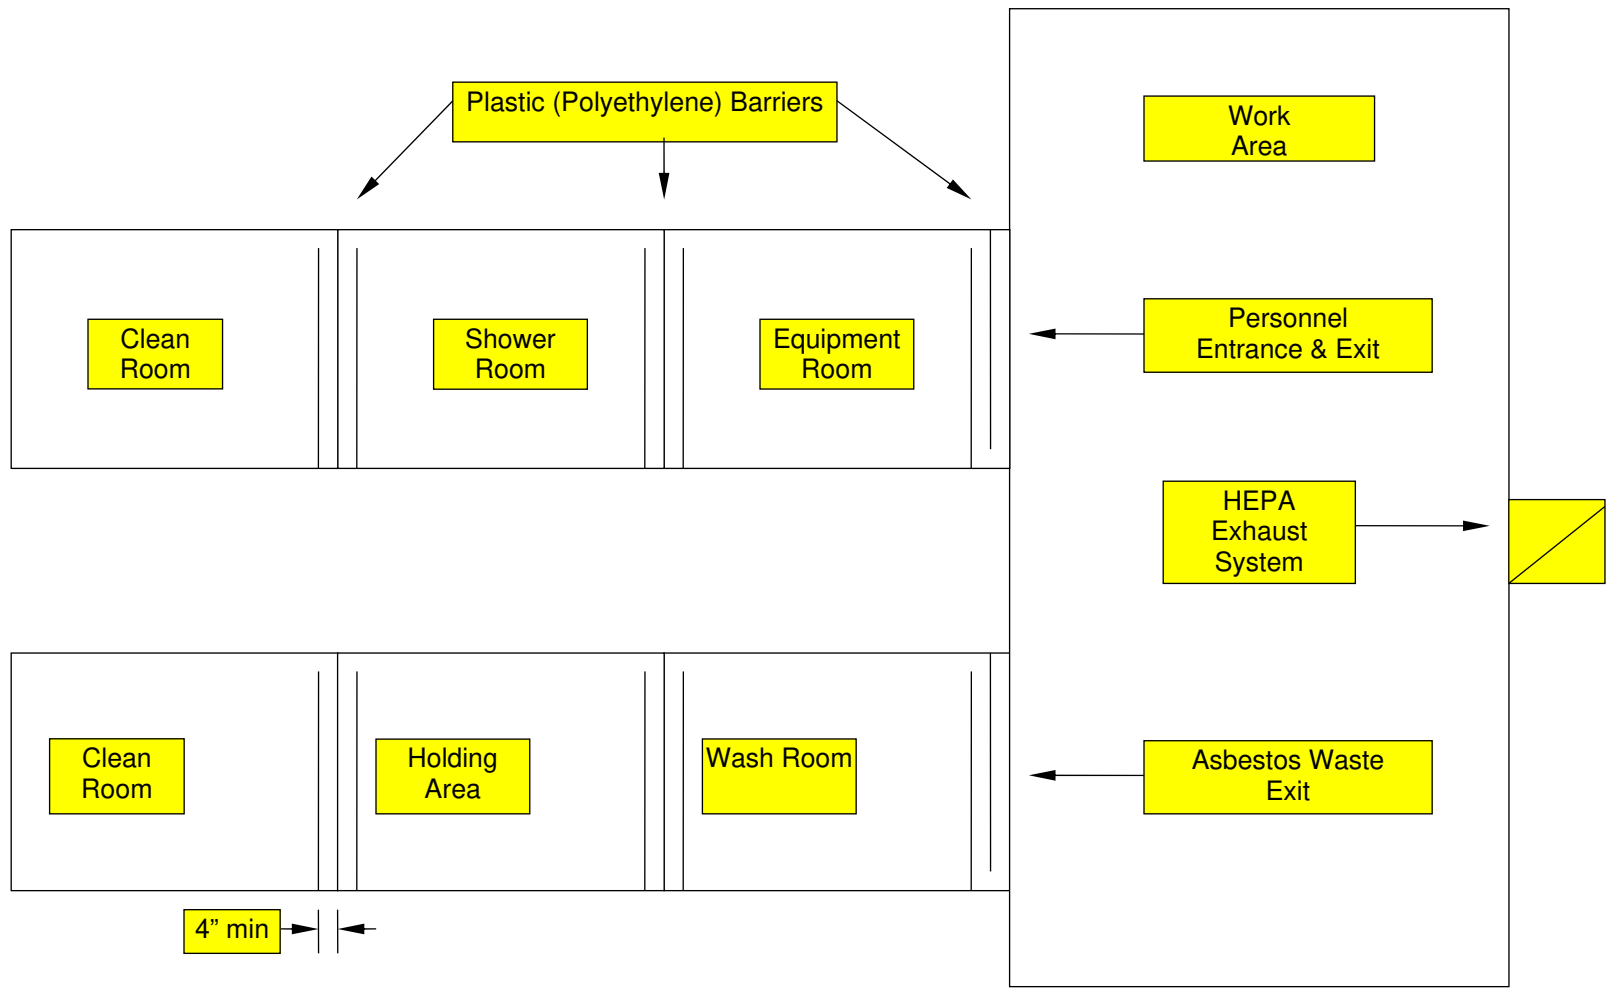 Plastic (Polyethylene) Barriers
Work
Area
Clean
Room
Shower
Room
Equipment
Room
Personnel
Entrance & Exit
HEPA
Exhaust
System
Clean
Room
Holding
Area
Wash Room
Asbestos Waste
Exit
4” min